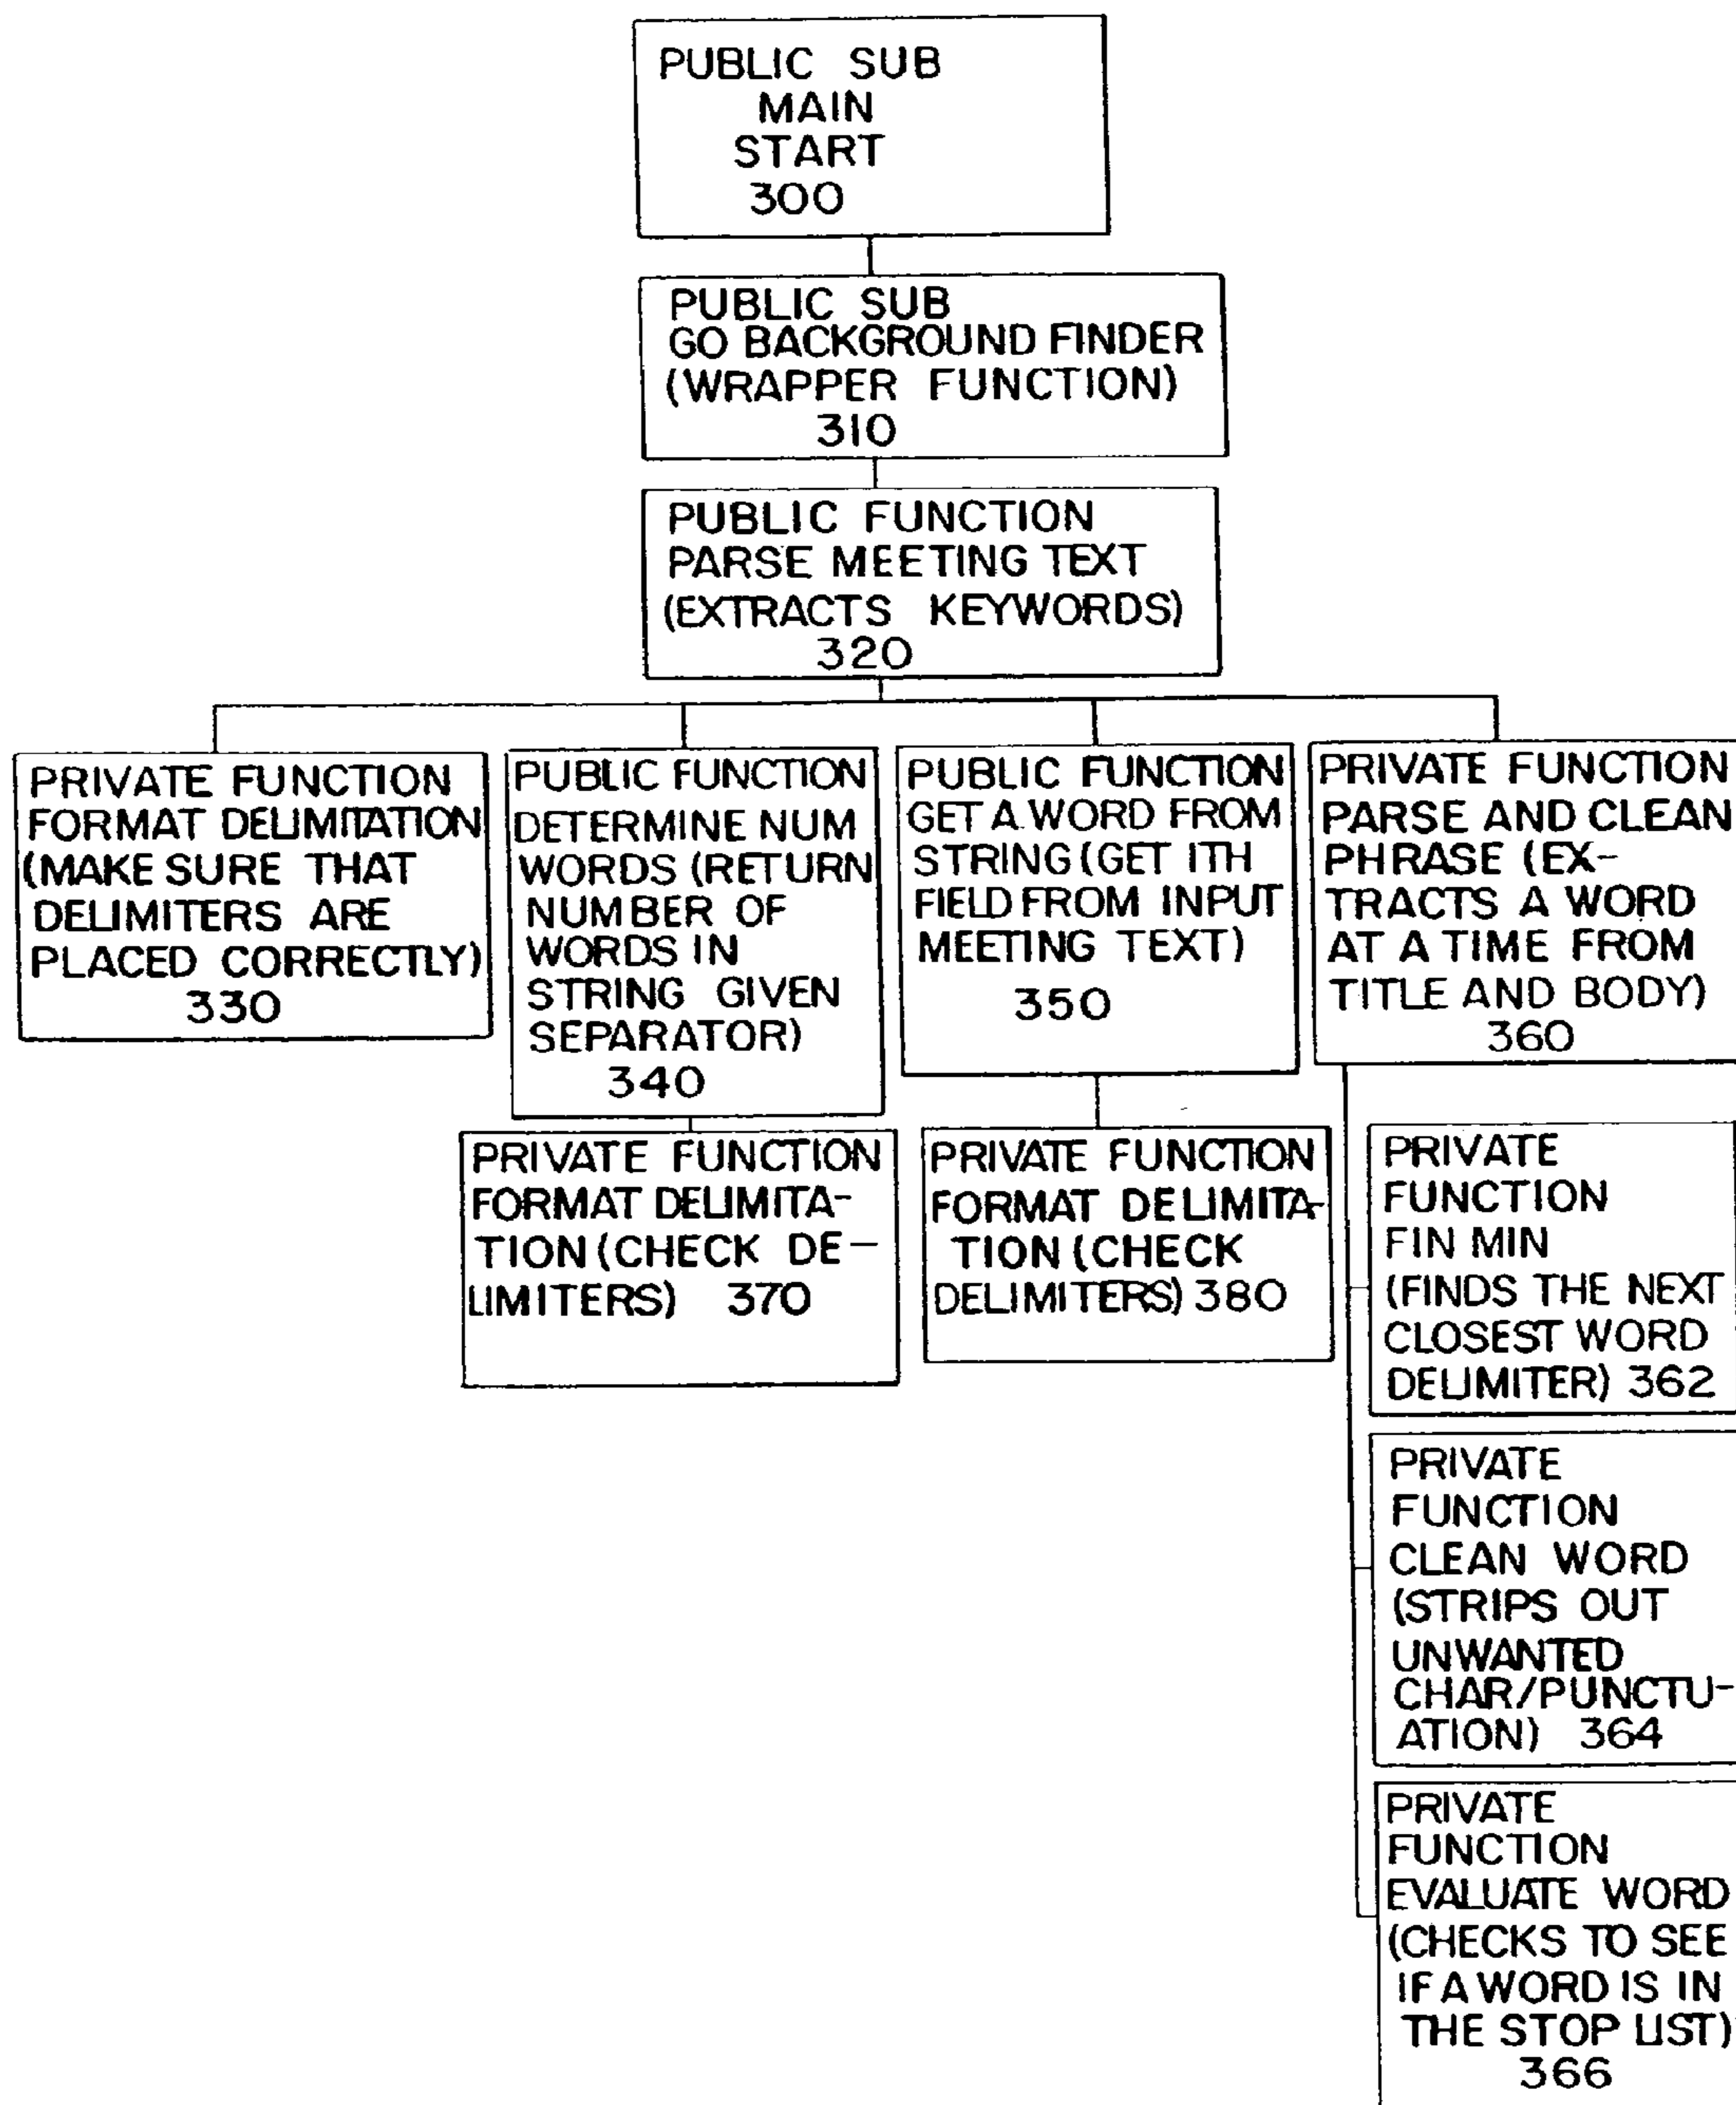 PUBLIC SUB
MAIN
START
300
PUBLIC SUB
GO BACKGROUND FINDER
(WRAPPER FUNCTION)
310
PUBLIC FUNCTION
PARSE MEETING TEXT
(EXTRACTS KEYWORDS)
320
PRIVATE FUNCTION
FORMAT DELIMITATION
(MAKE SURE THAT
DELIMITERS ARE
PLACED CORRECTLY)
330
PUBLIC FUNCTION
DETERMINE NUM
WORDS (RETURN
NUMBER OF
WORDS IN
STRING GIVEN
SEPARATOR)
340
PUBLIC FUNCTION
GET A WORD FROM
STRING (GET ITH
FIELD FROM INPUT
MEETING TEXT)
350
PRIVATE FUNCTION
PARSE AND CLEAN
PHRASE (EX-
TRACTS A WORD
AT A TIME FROM
TITLE AND BODY)
360
PRIVATE FUNCTION
FORMAT DELIMITA-
TION (CHECK DE-
LIMITERS) 370
PRIVATE FUNCTION
FORMAT DELIMITA-
TION (CHECK
DELIMITERS) 380
PRIVATE
FUNCTION
FIN MIN
(FINDS THE NEXT
CLOSEST WORD
DELIMITER) 362
PRIVATE
FUNCTION
CLEAN WORD
(STRIPS OUT
UNWANTED
CHAR/PUNCTU-
ATION) 364
PRIVATE
FUNCTION
EVALUATE WORD
(CHECKS TO SEE
IF A WORD IS IN
THE STOP LIST)
366